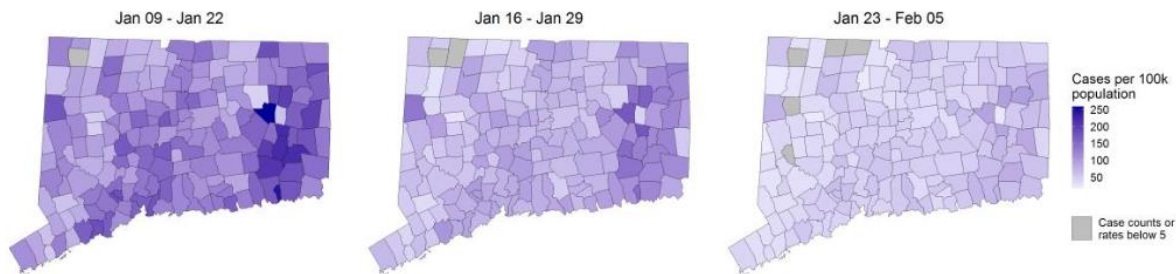 Jan 09 - Jan 22
Jan 16 - Jan 29
Jan 23 - Feb 05
Cases per 100k
population
250
200
150
100
50
Case counts or
rates below 5